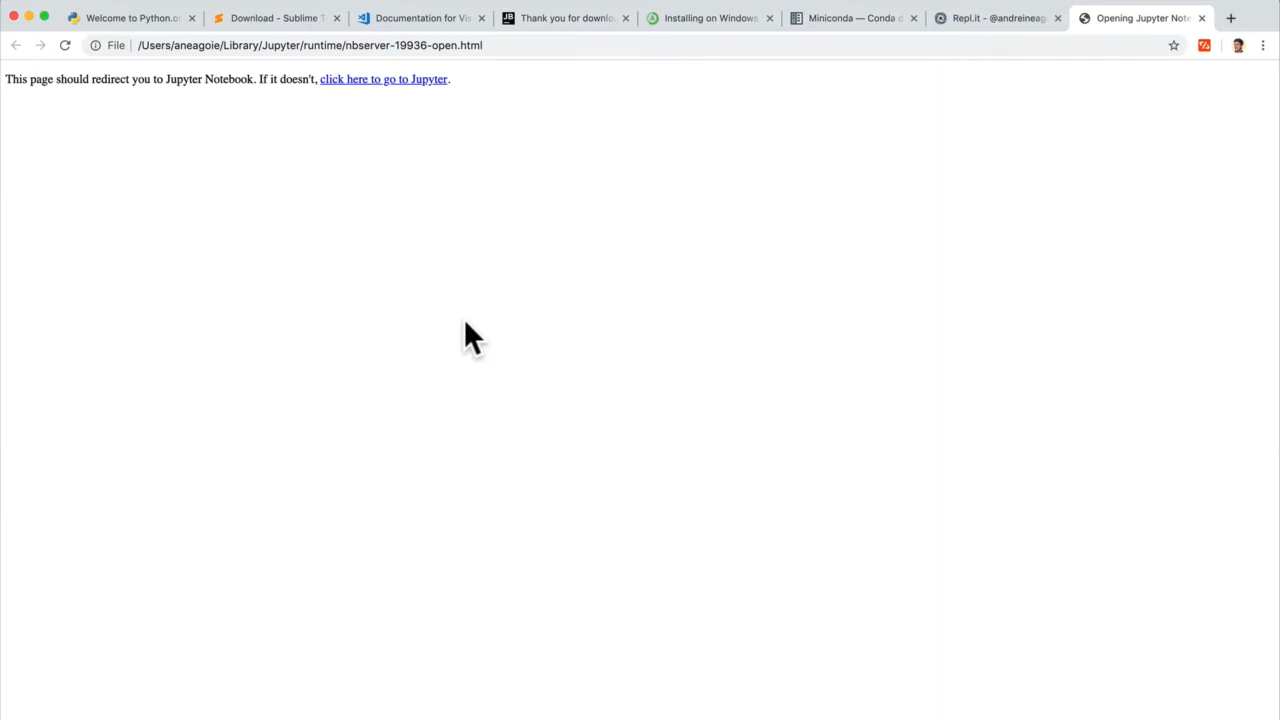 Welcome to Python.o
Download - Sublime T
Documentation for Vis
Thank you for downlo
Installing on Windows
Miniconda — Conda d
Repl.it - @andreineag
Opening Jupyter Note
File
/Users/aneagoie/Library/Jupyter/runtime/nbserver-19936-open.html
This page should redirect you to Jupyter Notebook. If it doesn't, click here to go to Jupyter.